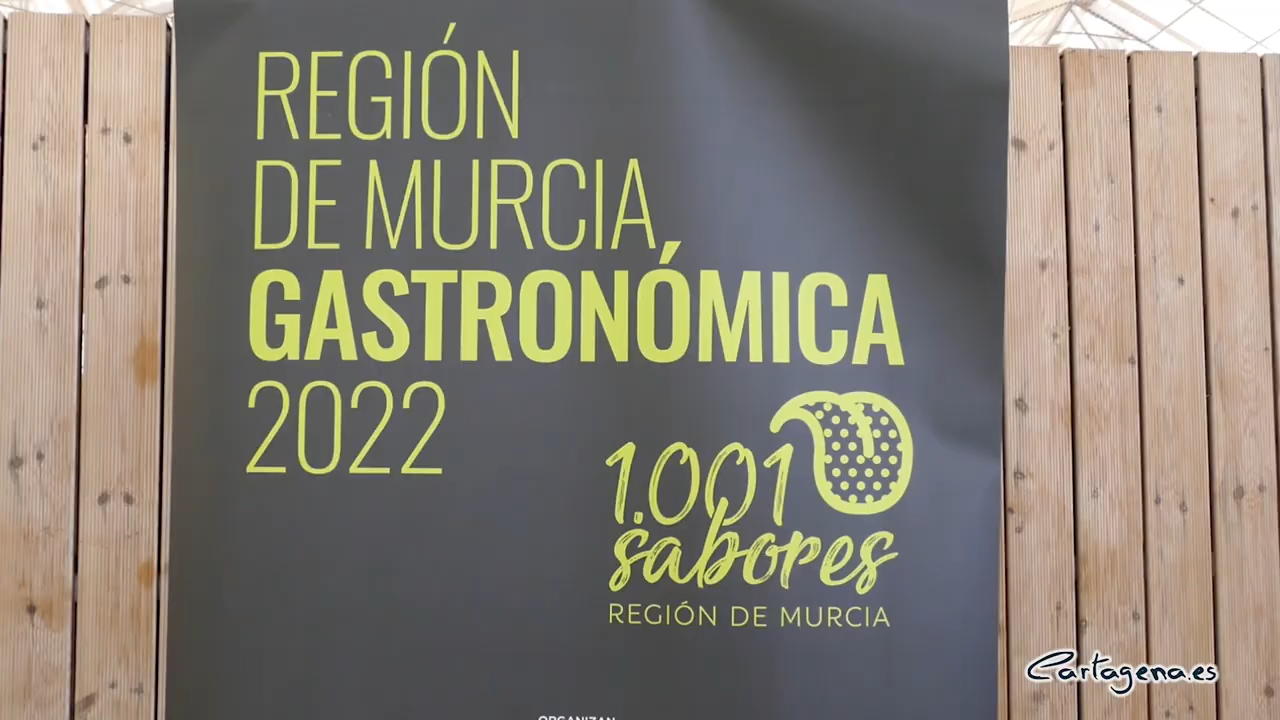 REGIÓN
DE MURCIA
GASTRONÓMICA
2022
1.001
sabores
REGIÓN DE MURCIA
ORGANIZAN
Cartagena.es